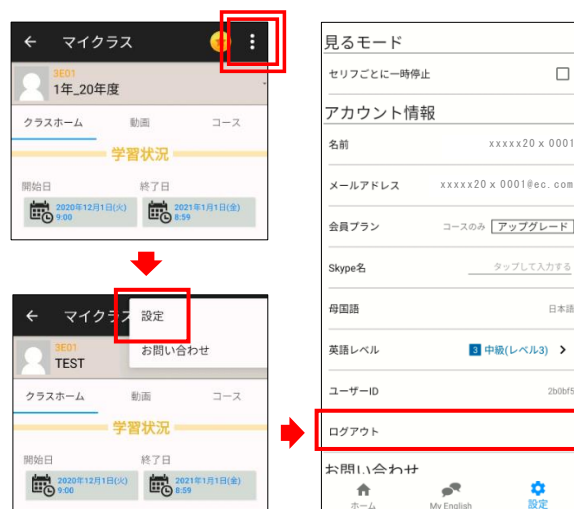 マイクラス
3E01
1年_20年度
クラスホーム 動画 コース
学習状況
開始日 終了日
2020年12月1日(火) 2021年1月1日(金)
9:00 8:59
マイクラス
設定
お問い合わせ
3E01
TEST
クラスホーム 動画 コース
学習状況
開始日 終了日
2020年12月1日(火) 2021年1月1日(金)
9:00 8:59
見るモード
セリフごとに一時停止
アカウント情報
名前 xxxxx20 x 0001
メールアドレス xxxxx20 x 0001@ec.com
会員プラン コースのみ アップグレード
Skype名 タップして入力する
母国語 日本語
英語レベル 3 中級(レベル3)
ユーザーID 2b0bf5
ログアウト
お問い合わせ
ホーム My English 設定